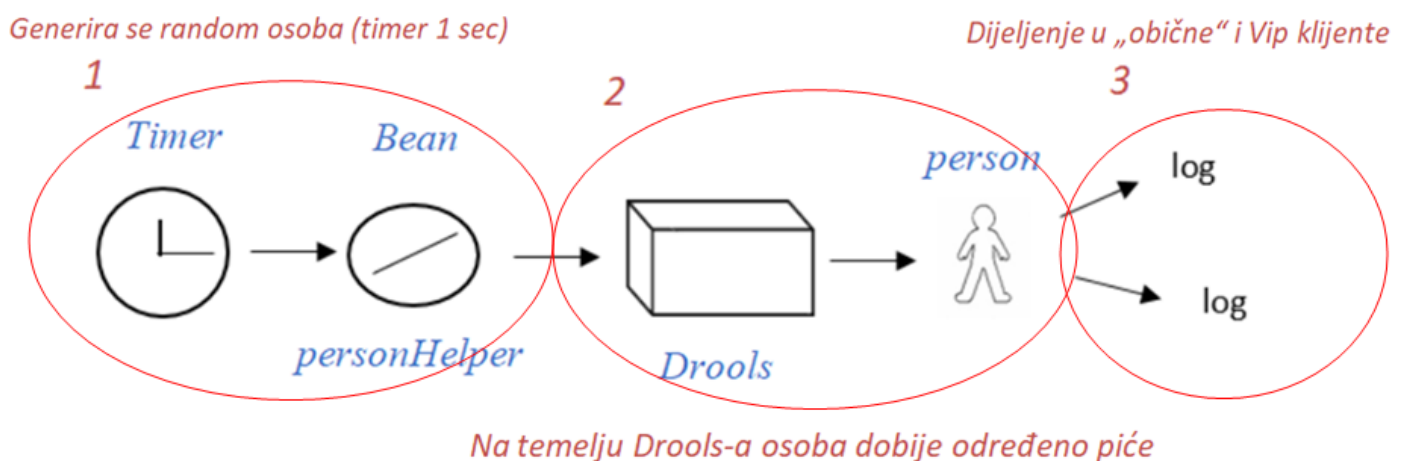 Generira se random osoba (timer 1 sec)
Dijeljenje u „obične“ i Vip klijente
1
2
3
Timer
Bean
person
log
log
personHelper
Drools
Na temelju Drools-a osoba dobije određeno piće